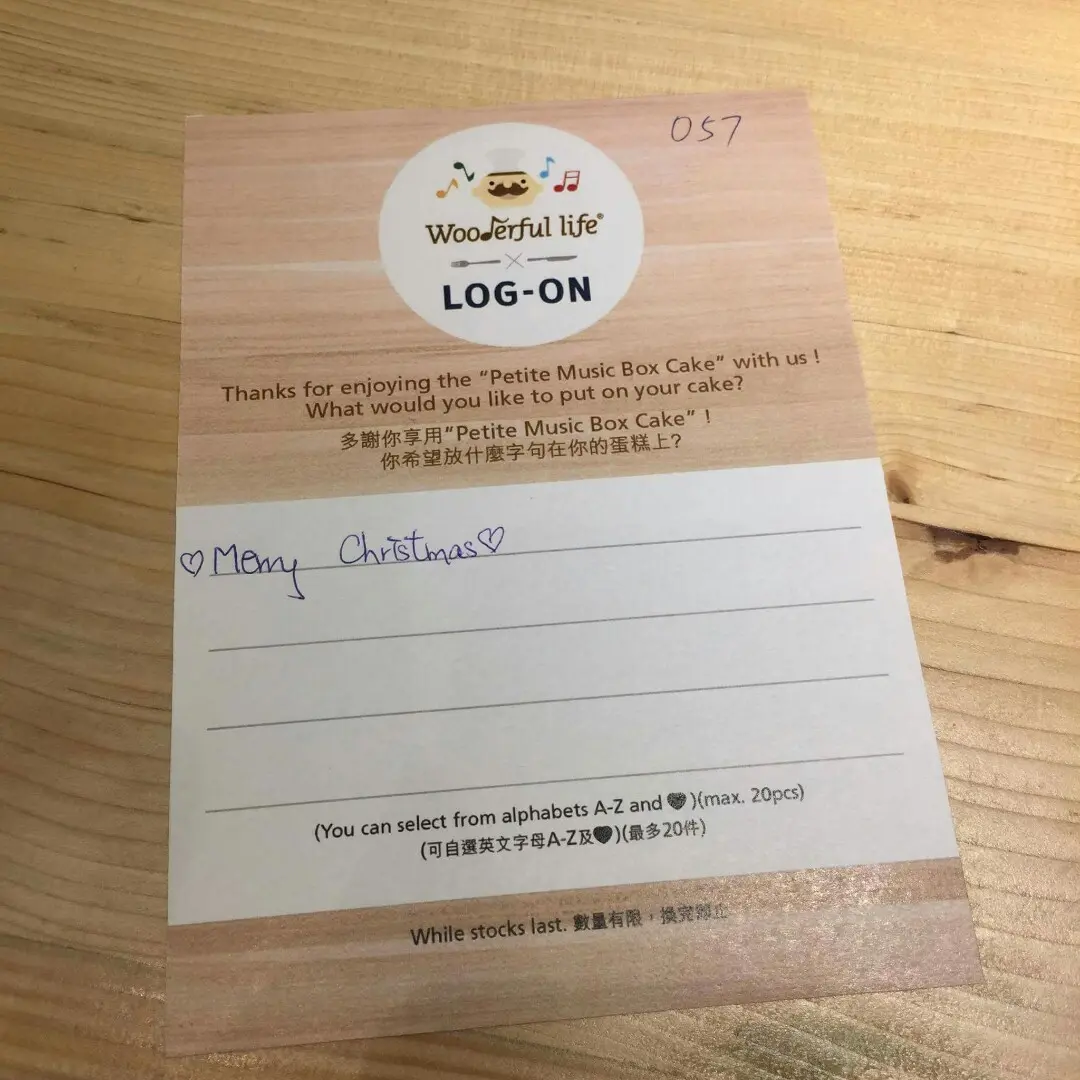 057
Wooderful life®
LOG-ON
Thanks for enjoying the “Petite Music Box Cake” with us !
What would you like to put on your cake?
多謝你享用“Petite Music Box Cake” !
你希望放什麼字句在你的蛋糕上?
♡ Merry Christmas ♡
(You can select from alphabets A-Z and ♥ )(max. 20pcs)
(可自選英文字母A-Z及♥)(最多20件)
While stocks last. 數量有限，換完即止